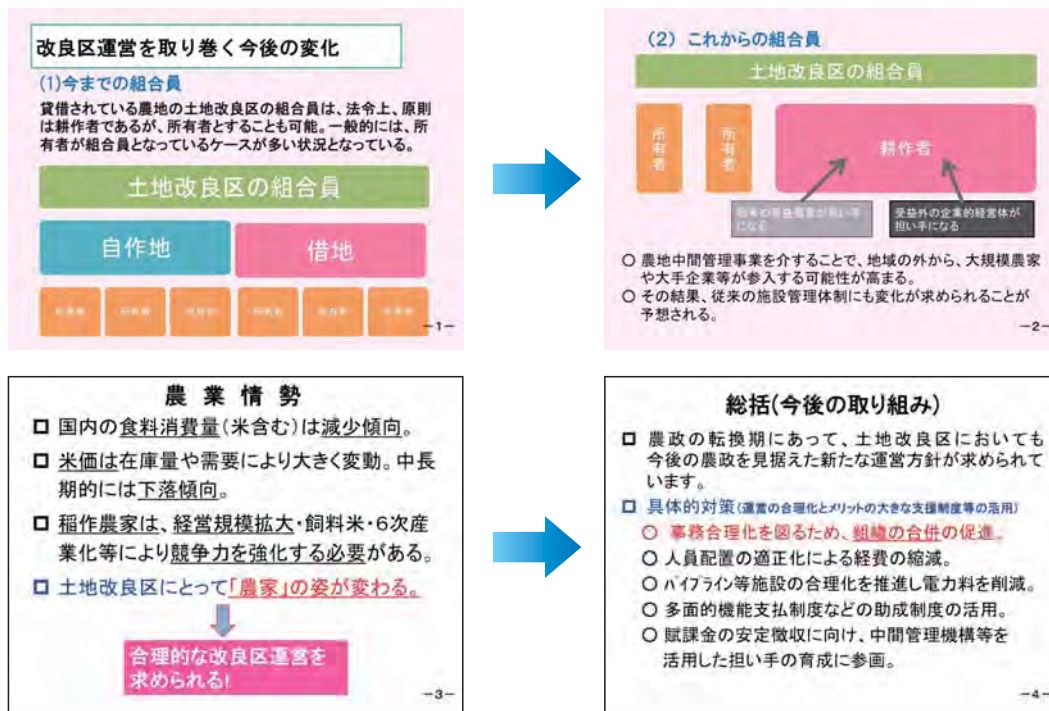 改良区運営を取り巻く今後の変化
(1)今までの組合員
貸借されている農地の土地改良区の組合員は、法令上、原則
は耕作者であるが、所有者とすることも可能。一般的には、所
有者が組合員となっているケースが多い状況となっている。
土地改良区の組合員
自作地
借地
-1-
(2) これからの組合員
土地改良区の組合員
所有者
所有者
耕作者
になる
受益外の企業的経営体が
担い手になる
○ 農地中間管理事業を介することで、地域の外から、大規模農家
や大手企業等が参入する可能性が高まる。
○ その結果、従来の施設管理体制にも変化が求められることが
予想される。
-2-
農 業 情 勢
□ 国内の食料消費量(米含む)は減少傾向。
□ 米価は在庫量や需要により大きく変動。中長
期的には下落傾向。
□ 稲作農家は、経営規模拡大・飼料米・6次産
業化等により競争力を強化する必要がある。
□ 土地改良区にとって「農家」の姿が変わる。
合理的な改良区運営を
求められる!
-3-
総括(今後の取り組み)
□ 農政の転換期にあって、土地改良区においても
今後の農政を見据えた新たな運営方針が求められて
います。
□ 具体的対策(運営の合理化とメリットの大きな支援制度等の活用)
○ 事務合理化を図るため、組織の合併の促進。
○ 人員配置の適正化による経費の縮減。
○ パイプライン等施設の合理化を推進し電力料を削減。
○ 多面的機能支払制度などの助成制度の活用。
○ 賦課金の安定徴収に向け、中間管理機構等を
活用した担い手の育成に参画。
-4-